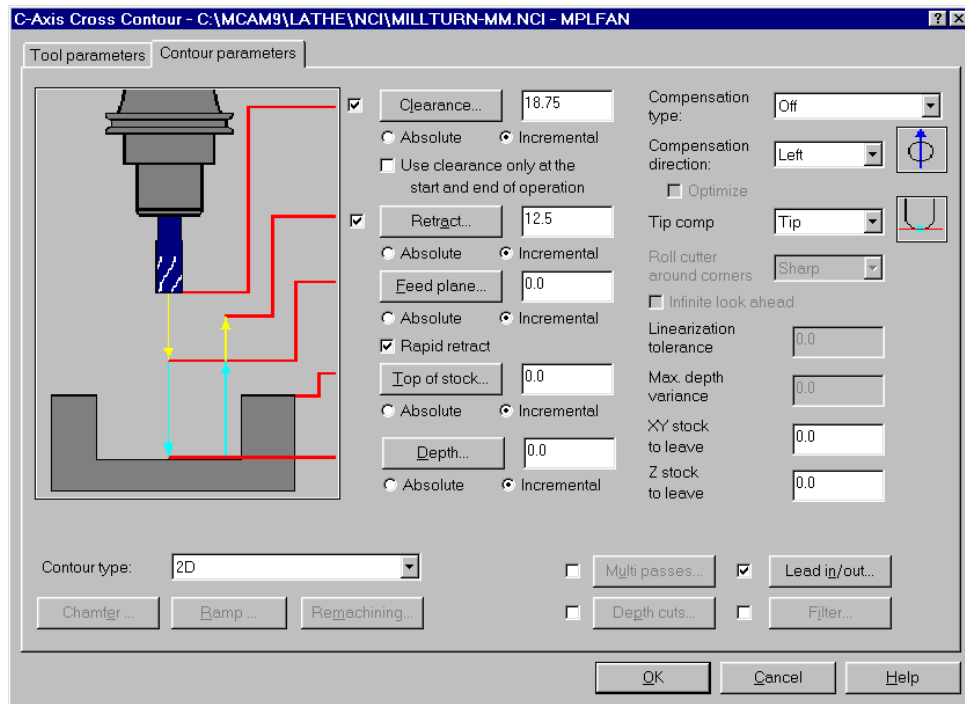 C-Axis Cross Contour - C:\MCAM9\LATHE\NCI\MILLTURN-MM.NCI - MPLFAN
Tool parameters
Contour parameters
Clearance...
18.75
Absolute
Incremental
Use clearance only at the
start and end of operation
Retract...
12.5
Absolute
Incremental
Feed plane...
0.0
Absolute
Incremental
Rapid retract
Top of stock...
0.0
Absolute
Incremental
Depth...
0.0
Absolute
Incremental
Compensation
type:
Off
Compensation
direction:
Left
Optimize
Tip comp
Tip
Roll cutter
around corners
Sharp
Infinite look ahead
Linearization
tolerance
0.0
Max. depth
variance
0.0
XY stock
to leave
0.0
Z stock
to leave
0.0
Contour type:
2D
Multi passes...
Lead in/out...
Chamfer ...
Ramp ...
Remachining...
Depth cuts...
Filter...
OK
Cancel
Help